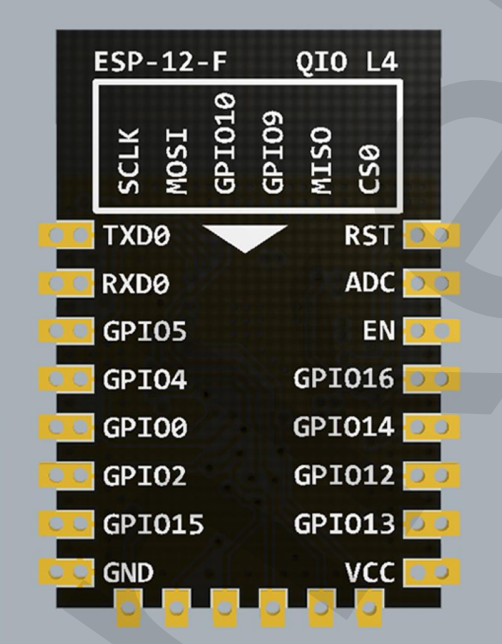 ESP-12-F QIO L4
SCLK
MOSI
GPIO10
GPIO9
MISO
CS0
TXD0 RST
RXD0 ADC
GPIO5 EN
GPIO4 GPIO16
GPIO0 GPIO14
GPIO2 GPIO12
GPIO15 GPIO13
GND VCC